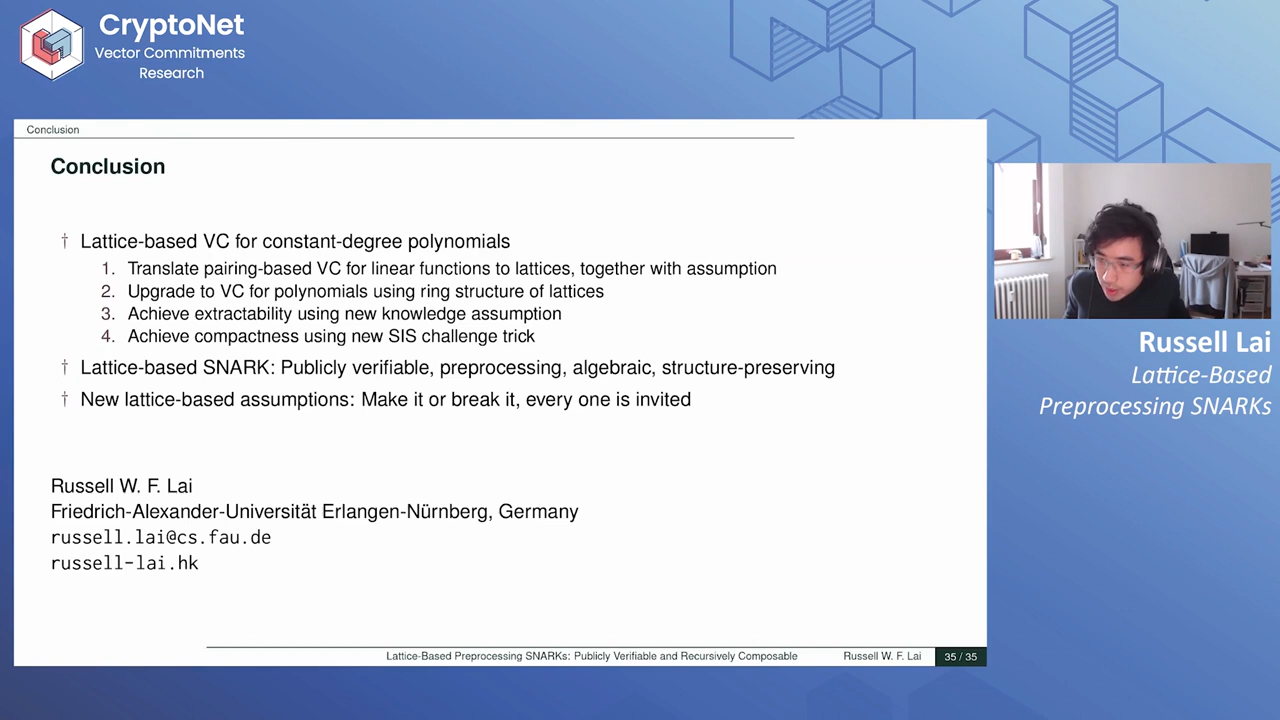 CryptoNet
Vector Commitments
Research
Conclusion
Conclusion
† Lattice-based VC for constant-degree polynomials
1. Translate pairing-based VC for linear functions to lattices, together with assumption
2. Upgrade to VC for polynomials using ring structure of lattices
3. Achieve extractability using new knowledge assumption
4. Achieve compactness using new SIS challenge trick
† Lattice-based SNARK: Publicly verifiable, preprocessing, algebraic, structure-preserving
† New lattice-based assumptions: Make it or break it, every one is invited
Russell W. F. Lai
Friedrich-Alexander-Universität Erlangen-Nürnberg, Germany
russell.lai@cs.fau.de
russell-lai.hk
Lattice-Based Preprocessing SNARKs: Publicly Verifiable and Recursively Composable Russell W. F. Lai 35 / 35
Russell Lai
Lattice-Based
Preprocessing SNARKs